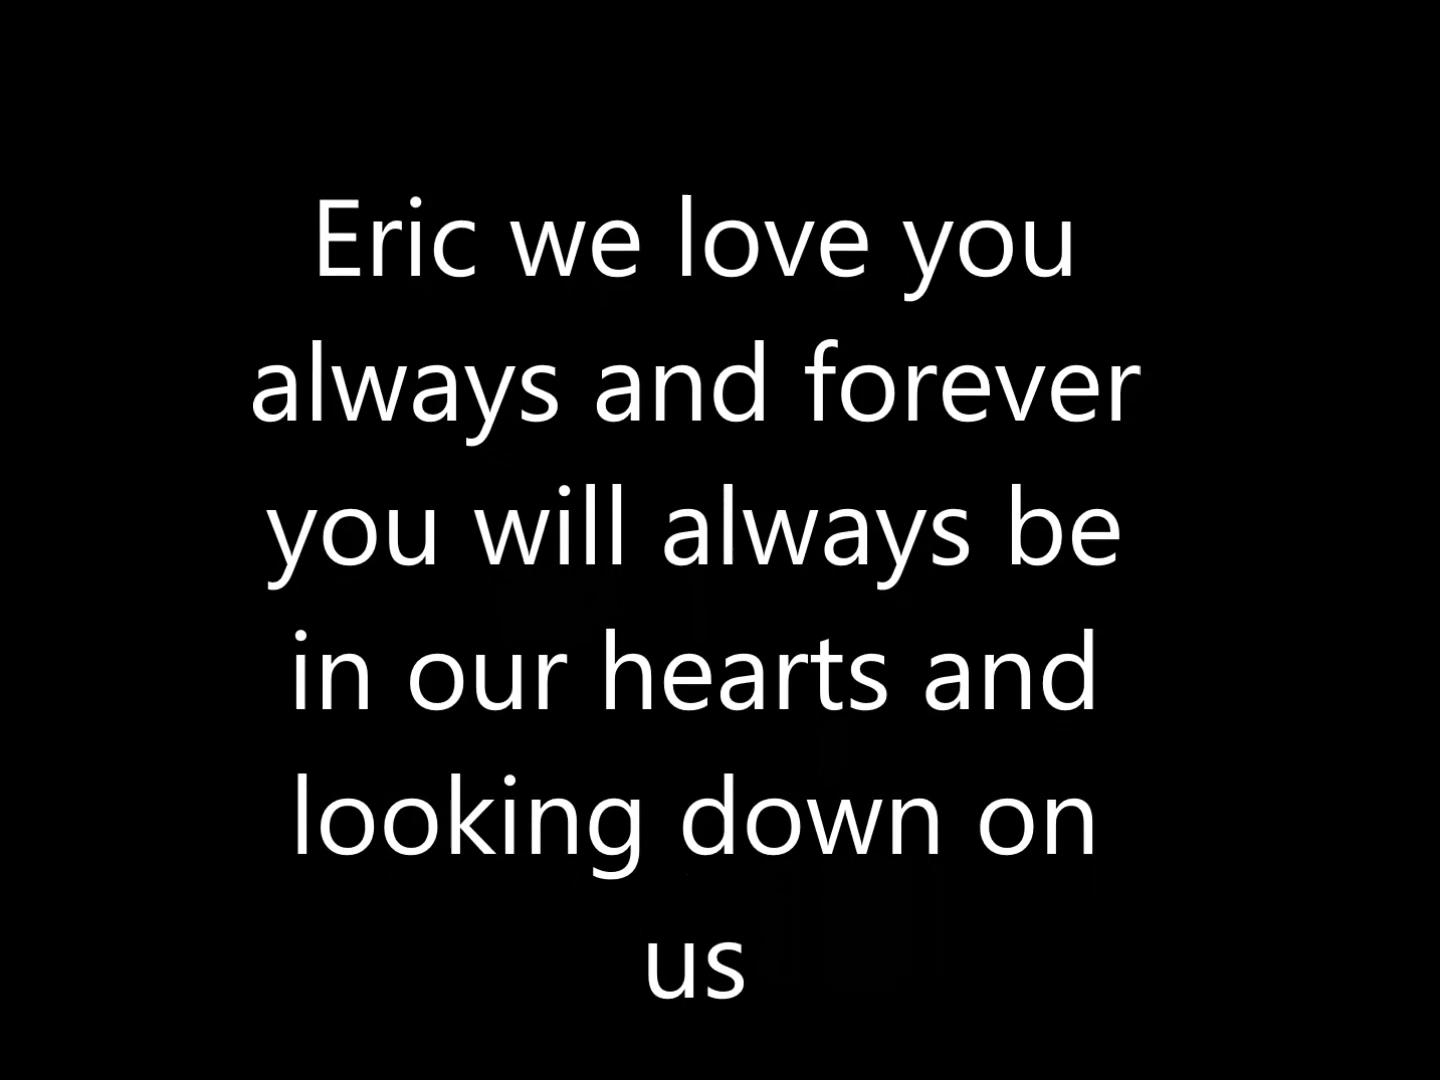 Eric we love you
always and forever
you will always be
in our hearts and
looking down on
us